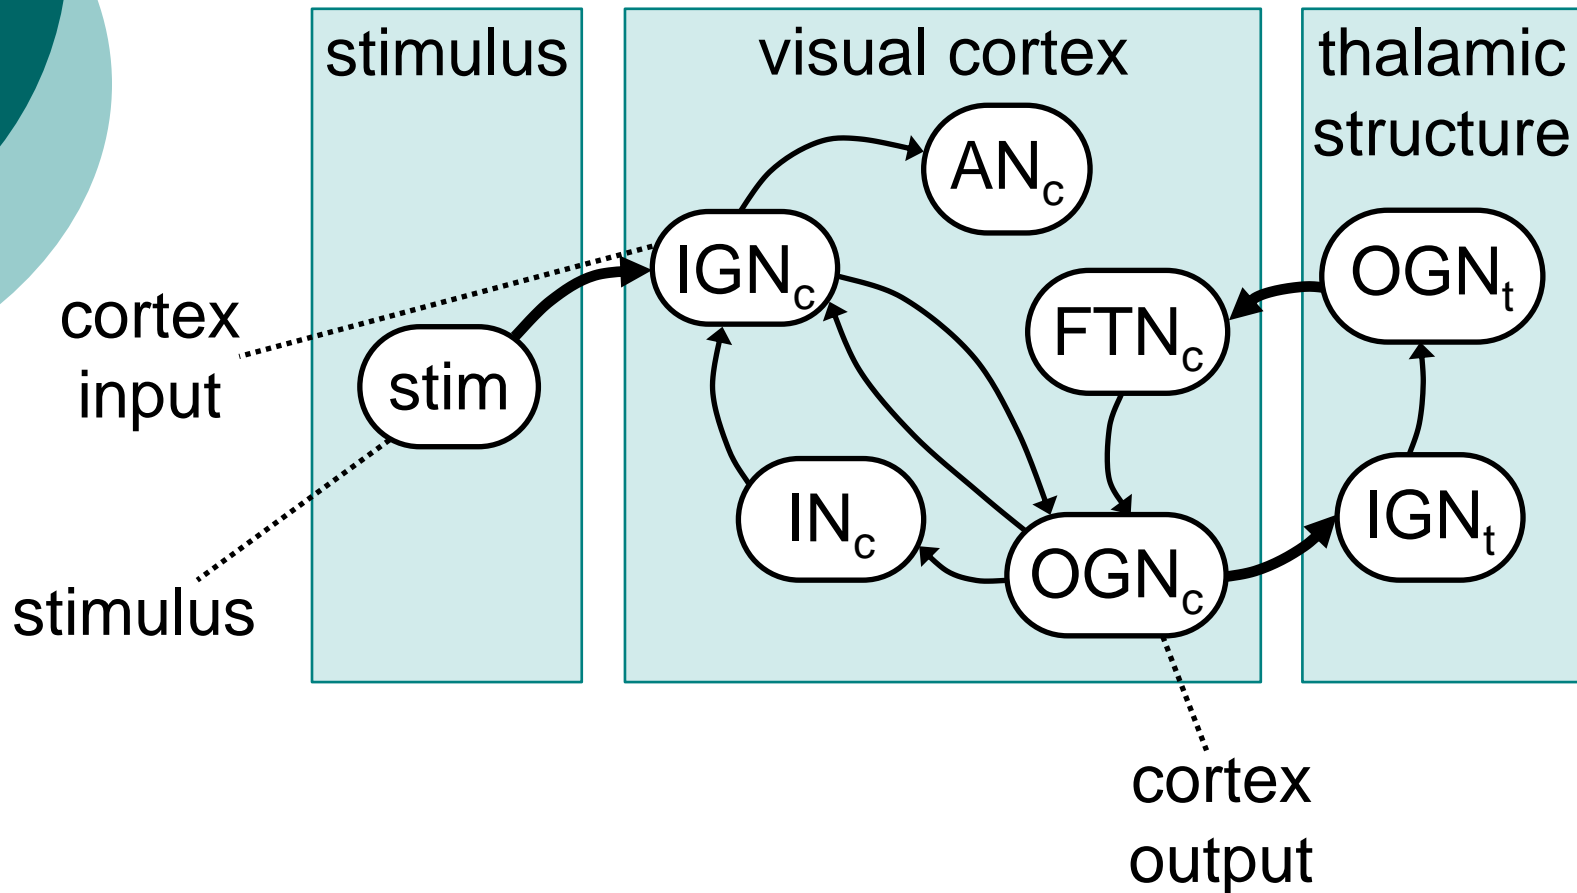 stimulus
visual cortex
thalamic
structure
ANc
IGNc
OGNt
FTNc
cortex
input
stim
INc
IGNt
OGNc
stimulus
cortex
output